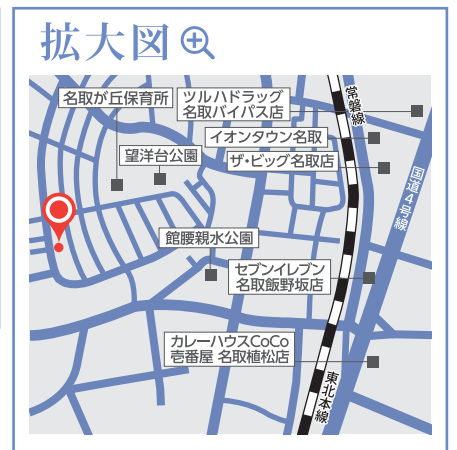 拡大図
名取が丘保育所
ツルハドラッグ
名取バイパス店
常磐線
イオンタウン名取
望洋台公園
ザ・ビッグ名取店
国道4号線
館腰親水公園
セブンイレブン
名取飯野坂店
カレーハウスCoCo
壱番屋 名取植松店
東北本線